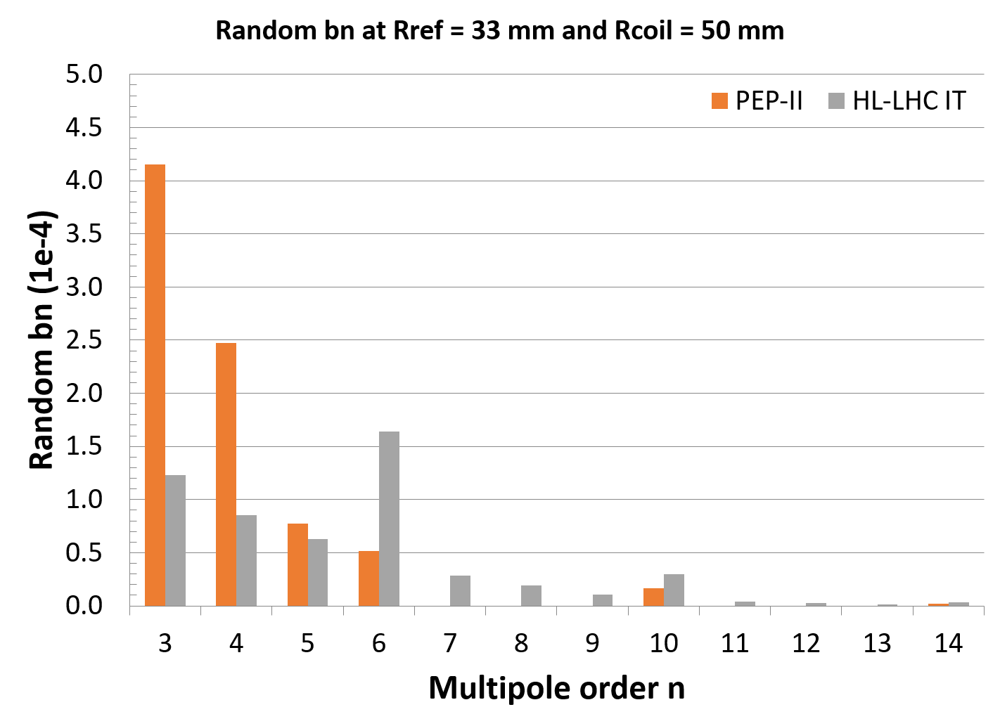 Random bn at Rref = 33 mm and Rcoil = 50 mm
PEP-II
HL-LHC IT
Random bn (1e-4)
5.0
4.5
4.0
3.5
3.0
2.5
2.0
1.5
1.0
0.5
0.0
3 4 5 6 7 8 9 10 11 12 13 14
Multipole order n